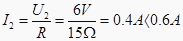 I₂ = U₂/R = 6V/15Ω = 0.4A⟨0.6A